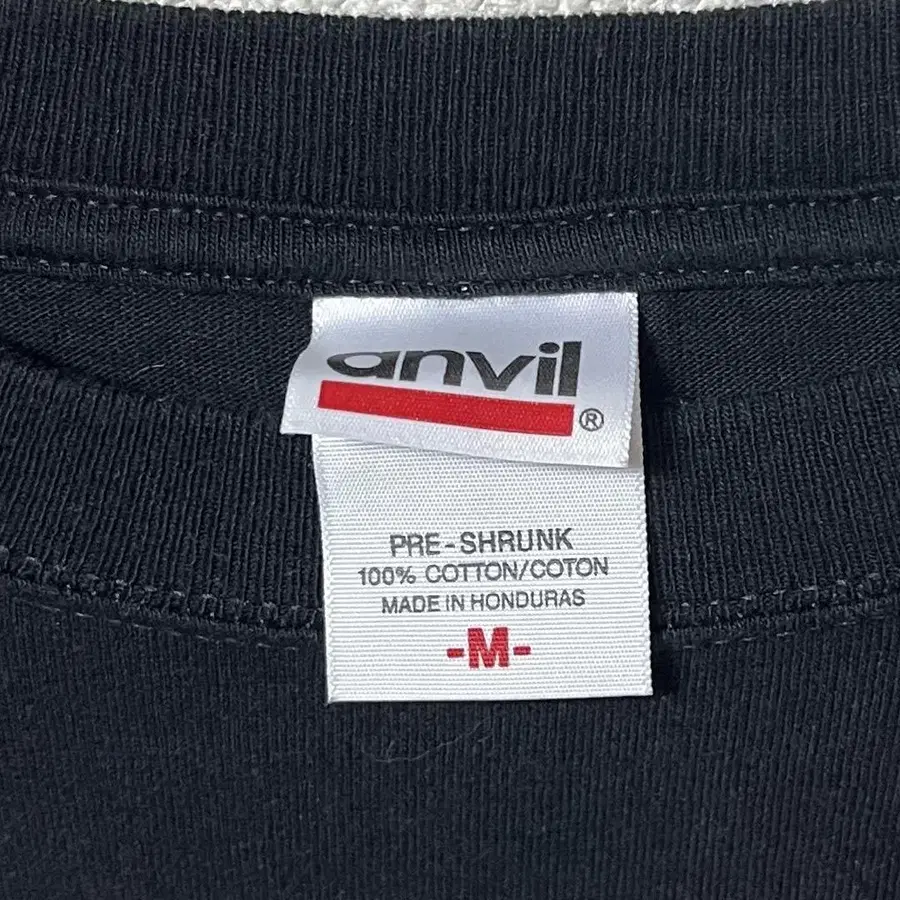 anvil®
PRE-SHRUNK
100% COTTON/COTON
MADE IN HONDURAS
-M-